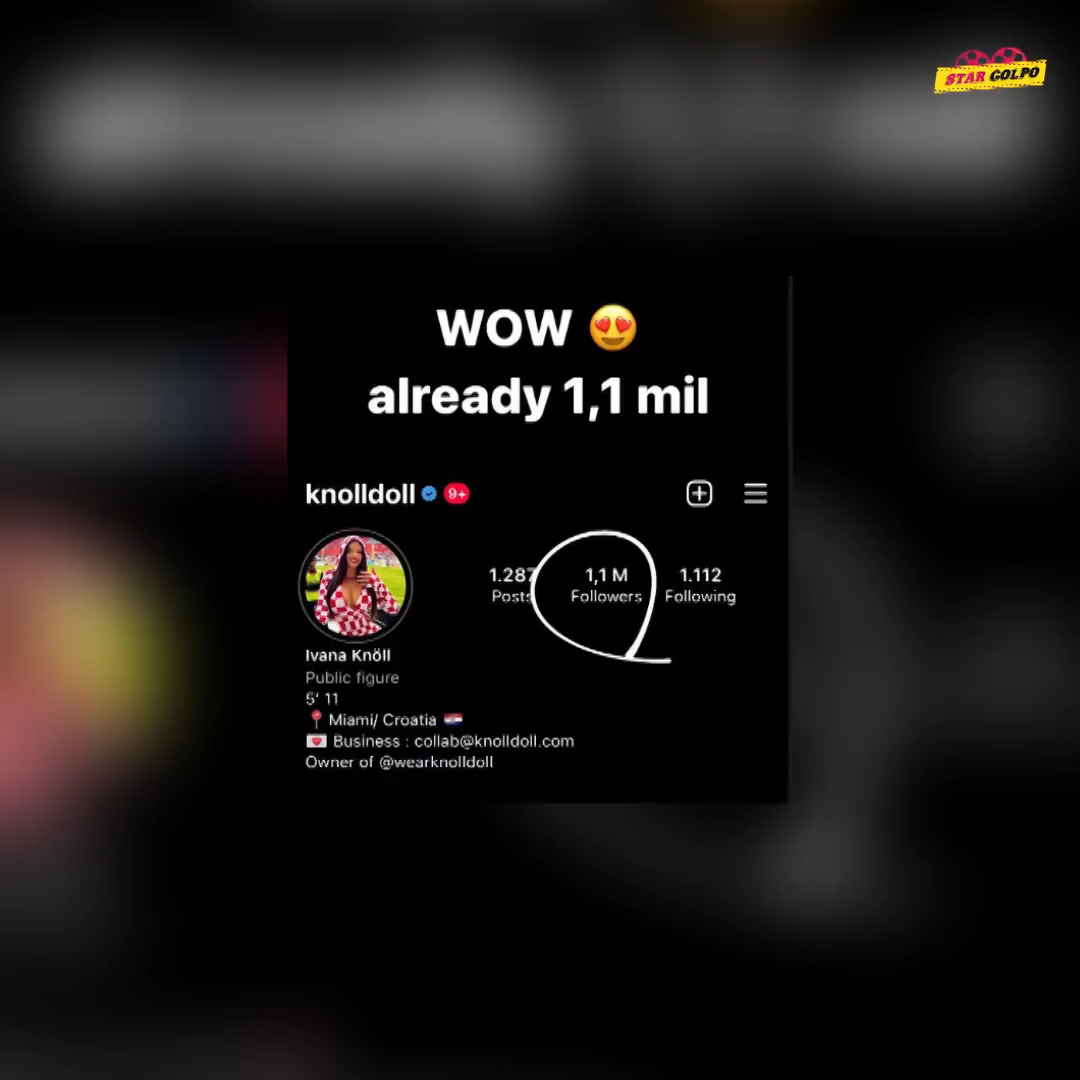 STAR GOLPO
WOW 😍
already 1,1 mil
knolldoll 9+
1.287 1,1 M 1.112
Posts Followers Following
Ivana Knöll
Public figure
5' 11
📍 Miami/ Croatia 🇭🇷
💌 Business : collab@knolldoll.com
Owner of @wearknolldoll